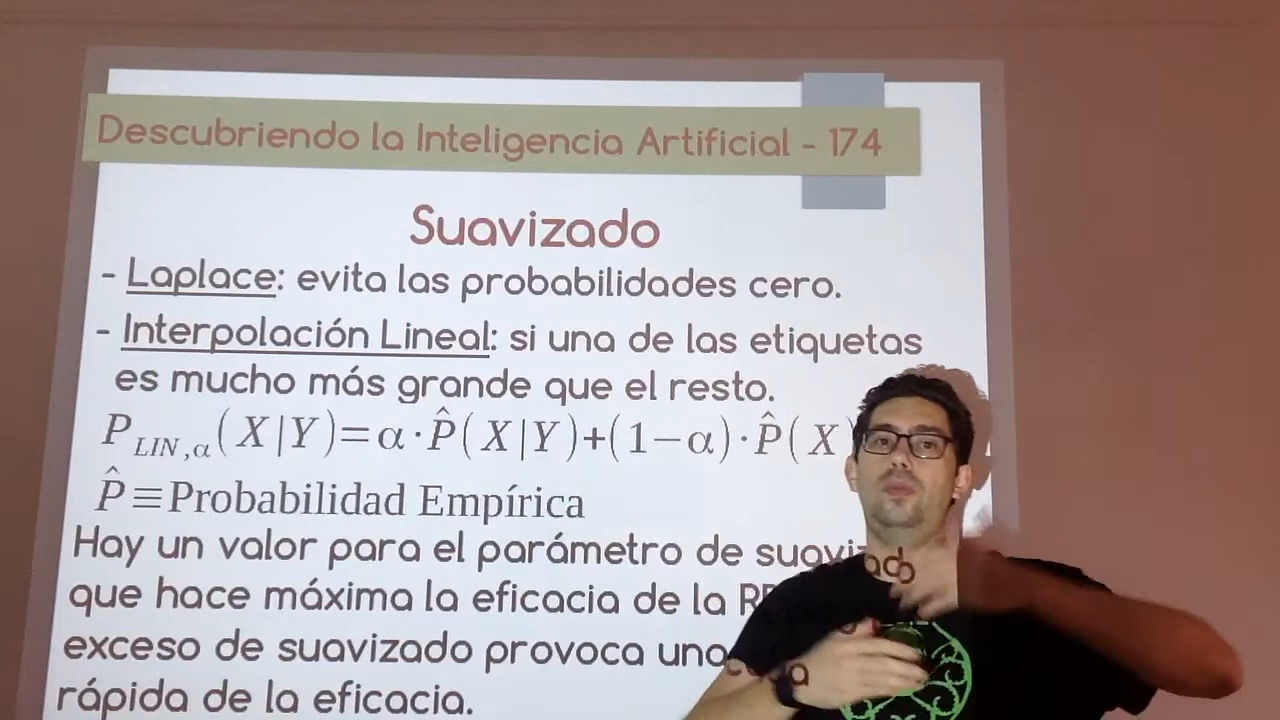 Descubriendo la Inteligencia Artificial - 174
Suavizado
- Laplace: evita las probabilidades cero.
- Interpolación Lineal: si una de las etiquetas
es mucho más grande que el resto.
P_{LIN,α}(X|Y)=α·P̂(X|Y)+(1−α)·P̂(X)
P̂≡Probabilidad Empírica
Hay un valor para el parámetro de suavizado
que hace máxima la eficacia de la
exceso de suavizado provoca una caída
rápida de la eficacia.